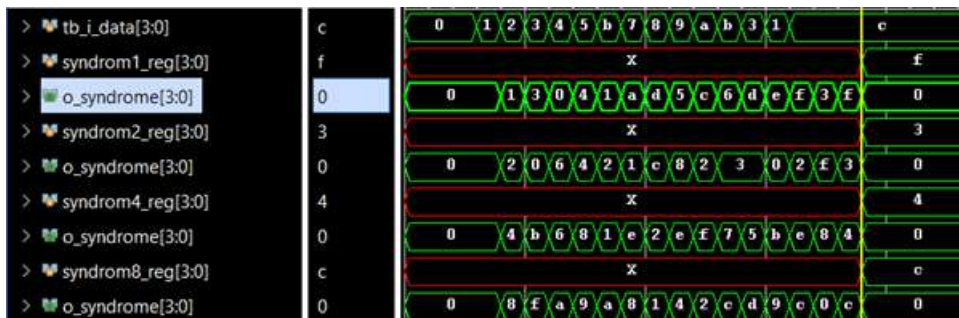 > tb_i_data[3:0] c 0 1 2 3 4 5 b 7 8 9 a b 3 1 c
> syndrom1_reg[3:0] f X f
> o_syndrome[3:0] 0 0 1 3 0 4 1 a d 5 c 6 d e f 3 f 0
> syndrom2_reg[3:0] 3 X 3
> o_syndrome[3:0] 0 0 2 0 6 4 2 1 c 8 2 3 0 2 f 3 0
> syndrom4_reg[3:0] 4 X 4
> o_syndrome[3:0] 0 0 4 b 6 8 1 e 2 e f 7 5 b e 8 4 0
> syndrom8_reg[3:0] c X c
> o_syndrome[3:0] 0 0 8 f a 9 a 8 1 4 2 c d 9 c 0 c 0